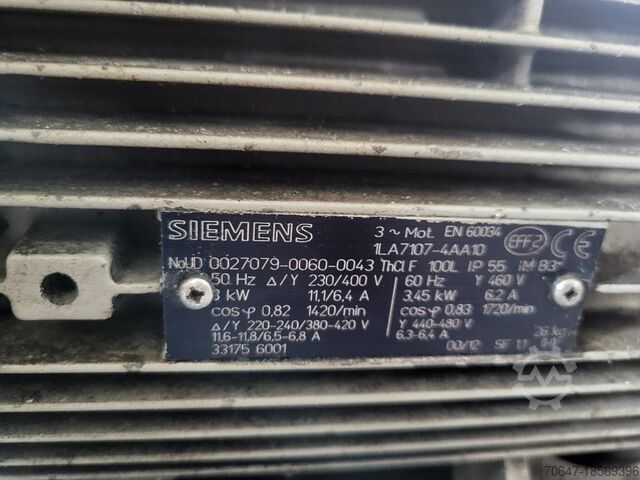 SIEMENS
3 ~ Mot. EN 60034
1LA7107-4AA10
EFF2 CE
No UD 0027079-0060-0043 Th.Cl.F 100L IP 55 IM B3
50 Hz Δ/Y 230/400 V 60 Hz Y 460 V
kW 11,1/6,4 A 3,45 kW 6,2 A
cos φ 0,82 1420/min cos φ 0,83 1720/min
Δ/Y 220-240/380-420 V Y 440-480 V
11,6-11,8/6,5-6,8 A 6,3-6,4 A
26 kg
33175 6001 00/12 SF 1,1
70647-18569396